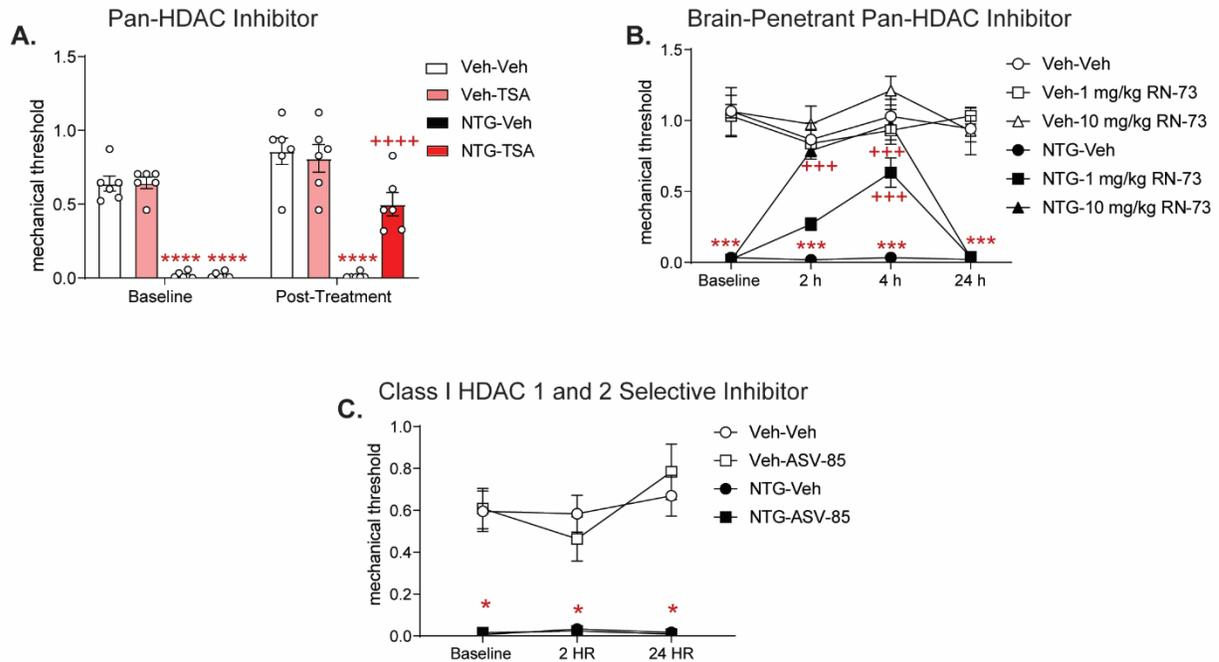 Pan-HDAC Inhibitor
A.
mechanical threshold
1.5
1.0
0.5
0.0
**** ****
****
++++
Baseline
Post-Treatment
Veh-Veh
Veh-TSA
NTG-Veh
NTG-TSA
Brain-Penetrant Pan-HDAC Inhibitor
B.
mechanical threshold
1.5
1.0
0.5
0.0
***
+++
***
+++
+++
***
***
Baseline
2 h
4 h
24 h
Veh-Veh
Veh-1 mg/kg RN-73
Veh-10 mg/kg RN-73
NTG-Veh
NTG-1 mg/kg RN-73
NTG-10 mg/kg RN-73
Class I HDAC 1 and 2 Selective Inhibitor
C.
mechanical threshold
1.0
0.8
0.6
0.4
0.2
0.0
*
*
*
Baseline
2 HR
24 HR
Veh-Veh
Veh-ASV-85
NTG-Veh
NTG-ASV-85